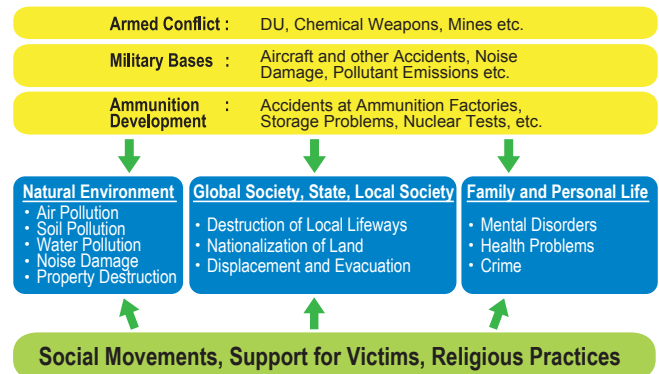 Armed Conflict : DU, Chemical Weapons, Mines etc.
Military Bases : Aircraft and other Accidents, Noise
Damage, Pollutant Emissions etc.
Ammunition : Accidents at Ammunition Factories,
Development Storage Problems, Nuclear Tests, etc.
Natural Environment
• Air Pollution
• Soil Pollution
• Water Pollution
• Noise Damage
• Property Destruction
Global Society, State, Local Society
• Destruction of Local Lifeways
• Nationalization of Land
• Displacement and Evacuation
Family and Personal Life
• Mental Disorders
• Health Problems
• Crime
Social Movements, Support for Victims, Religious Practices